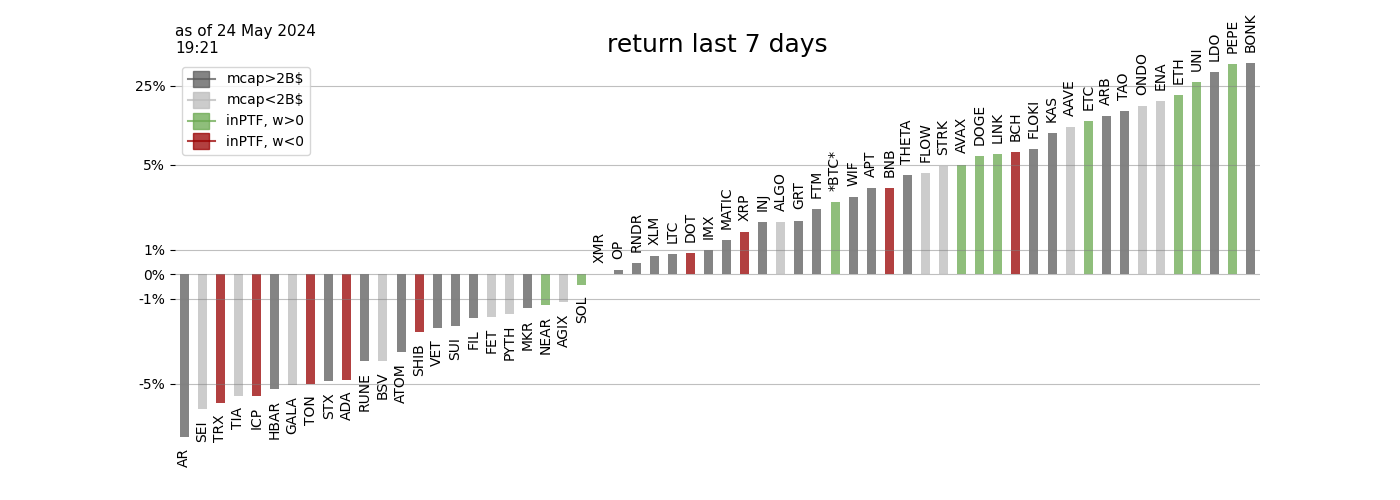 as of 24 May 2024
19:21
return last 7 days
mcap>2B$
mcap<2B$
inPTF, w>0
inPTF, w<0
25%
5%
1%
0%
-1%
-5%
AR
SEI
TRX
TIA
ICP
HBAR
GALA
TON
STX
ADA
RUNE
BSV
ATOM
SHIB
VET
SUI
FIL
FET
PYTH
MKR
NEAR
AGIX
SOL
XMR
OP
RNDR
XLM
LTC
DOT
IMX
MATIC
XRP
INJ
ALGO
GRT
FTM
*BTC*
WIF
APT
BNB
THETA
FLOW
STRK
AVAX
DOGE
LINK
BCH
FLOKI
KAS
AAVE
ETC
ARB
TAO
ONDO
ENA
ETH
UNI
LDO
PEPE
BONK